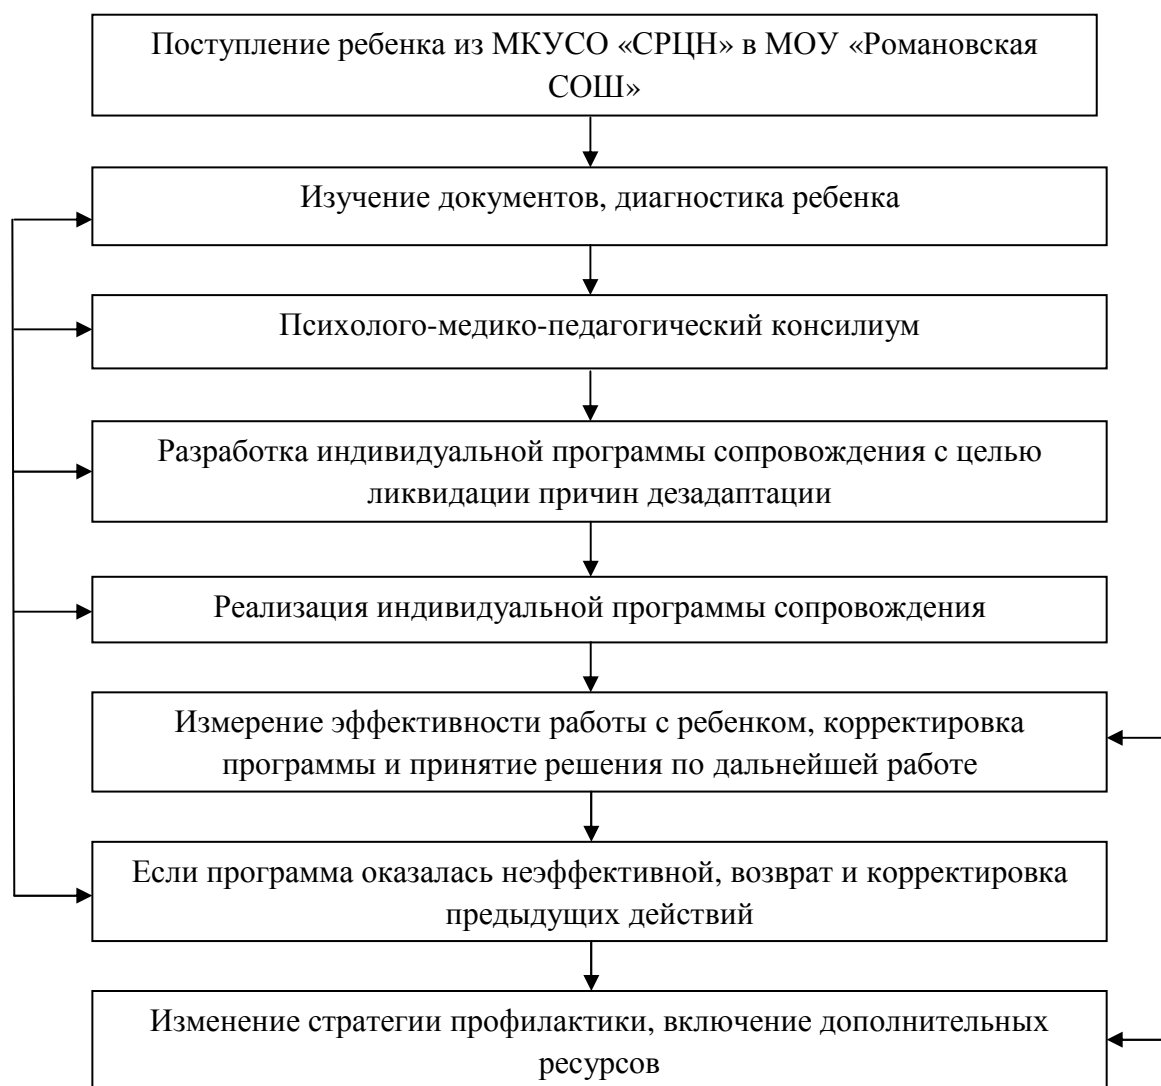 Поступление ребенка из МКУСО «СРЦН» в МОУ «Романовская
СОШ»
Изучение документов, диагностика ребенка
Психолого-медико-педагогический консилиум
Разработка индивидуальной программы сопровождения с целью
ликвидации причин дезадаптации
Реализация индивидуальной программы сопровождения
Измерение эффективности работы с ребенком, корректировка
программы и принятие решения по дальнейшей работе
Если программа оказалась неэффективной, возврат и корректировка
предыдущих действий
Изменение стратегии профилактики, включение дополнительных
ресурсов